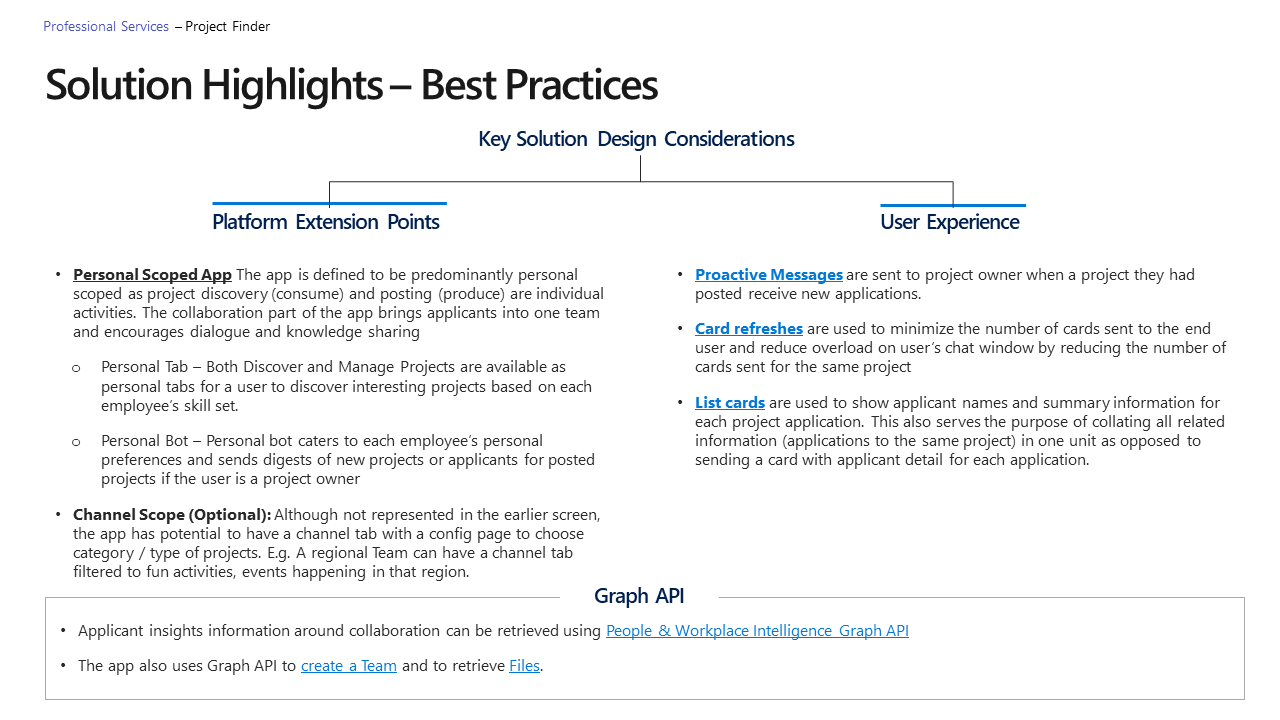 Professional Services – Project Finder
Solution Highlights – Best Practices
Key Solution Design Considerations
Platform Extension Points
• Personal Scoped App The app is defined to be predominantly personal
scoped as project discovery (consume) and posting (produce) are individual
activities. The collaboration part of the app brings applicants into one team
and encourages dialogue and knowledge sharing
o Personal Tab – Both Discover and Manage Projects are available as
personal tabs for a user to discover interesting projects based on each
employee’s skill set.
o Personal Bot – Personal bot caters to each employee’s personal
preferences and sends digests of new projects or applicants for posted
projects if the user is a project owner
• Channel Scope (Optional): Although not represented in the earlier screen,
the app has potential to have a channel tab with a config page to choose
category / type of projects. E.g. A regional Team can have a channel tab
filtered to fun activities, events happening in that region.
User Experience
• Proactive Messages are sent to project owner when a project they had
posted receive new applications.
• Card refreshes are used to minimize the number of cards sent to the end
user and reduce overload on user’s chat window by reducing the number of
cards sent for the same project
• List cards are used to show applicant names and summary information for
each project application. This also serves the purpose of collating all related
information (applications to the same project) in one unit as opposed to
sending a card with applicant detail for each application.
Graph API
• Applicant insights information around collaboration can be retrieved using People & Workplace Intelligence Graph API
• The app also uses Graph API to create a Team and to retrieve Files.